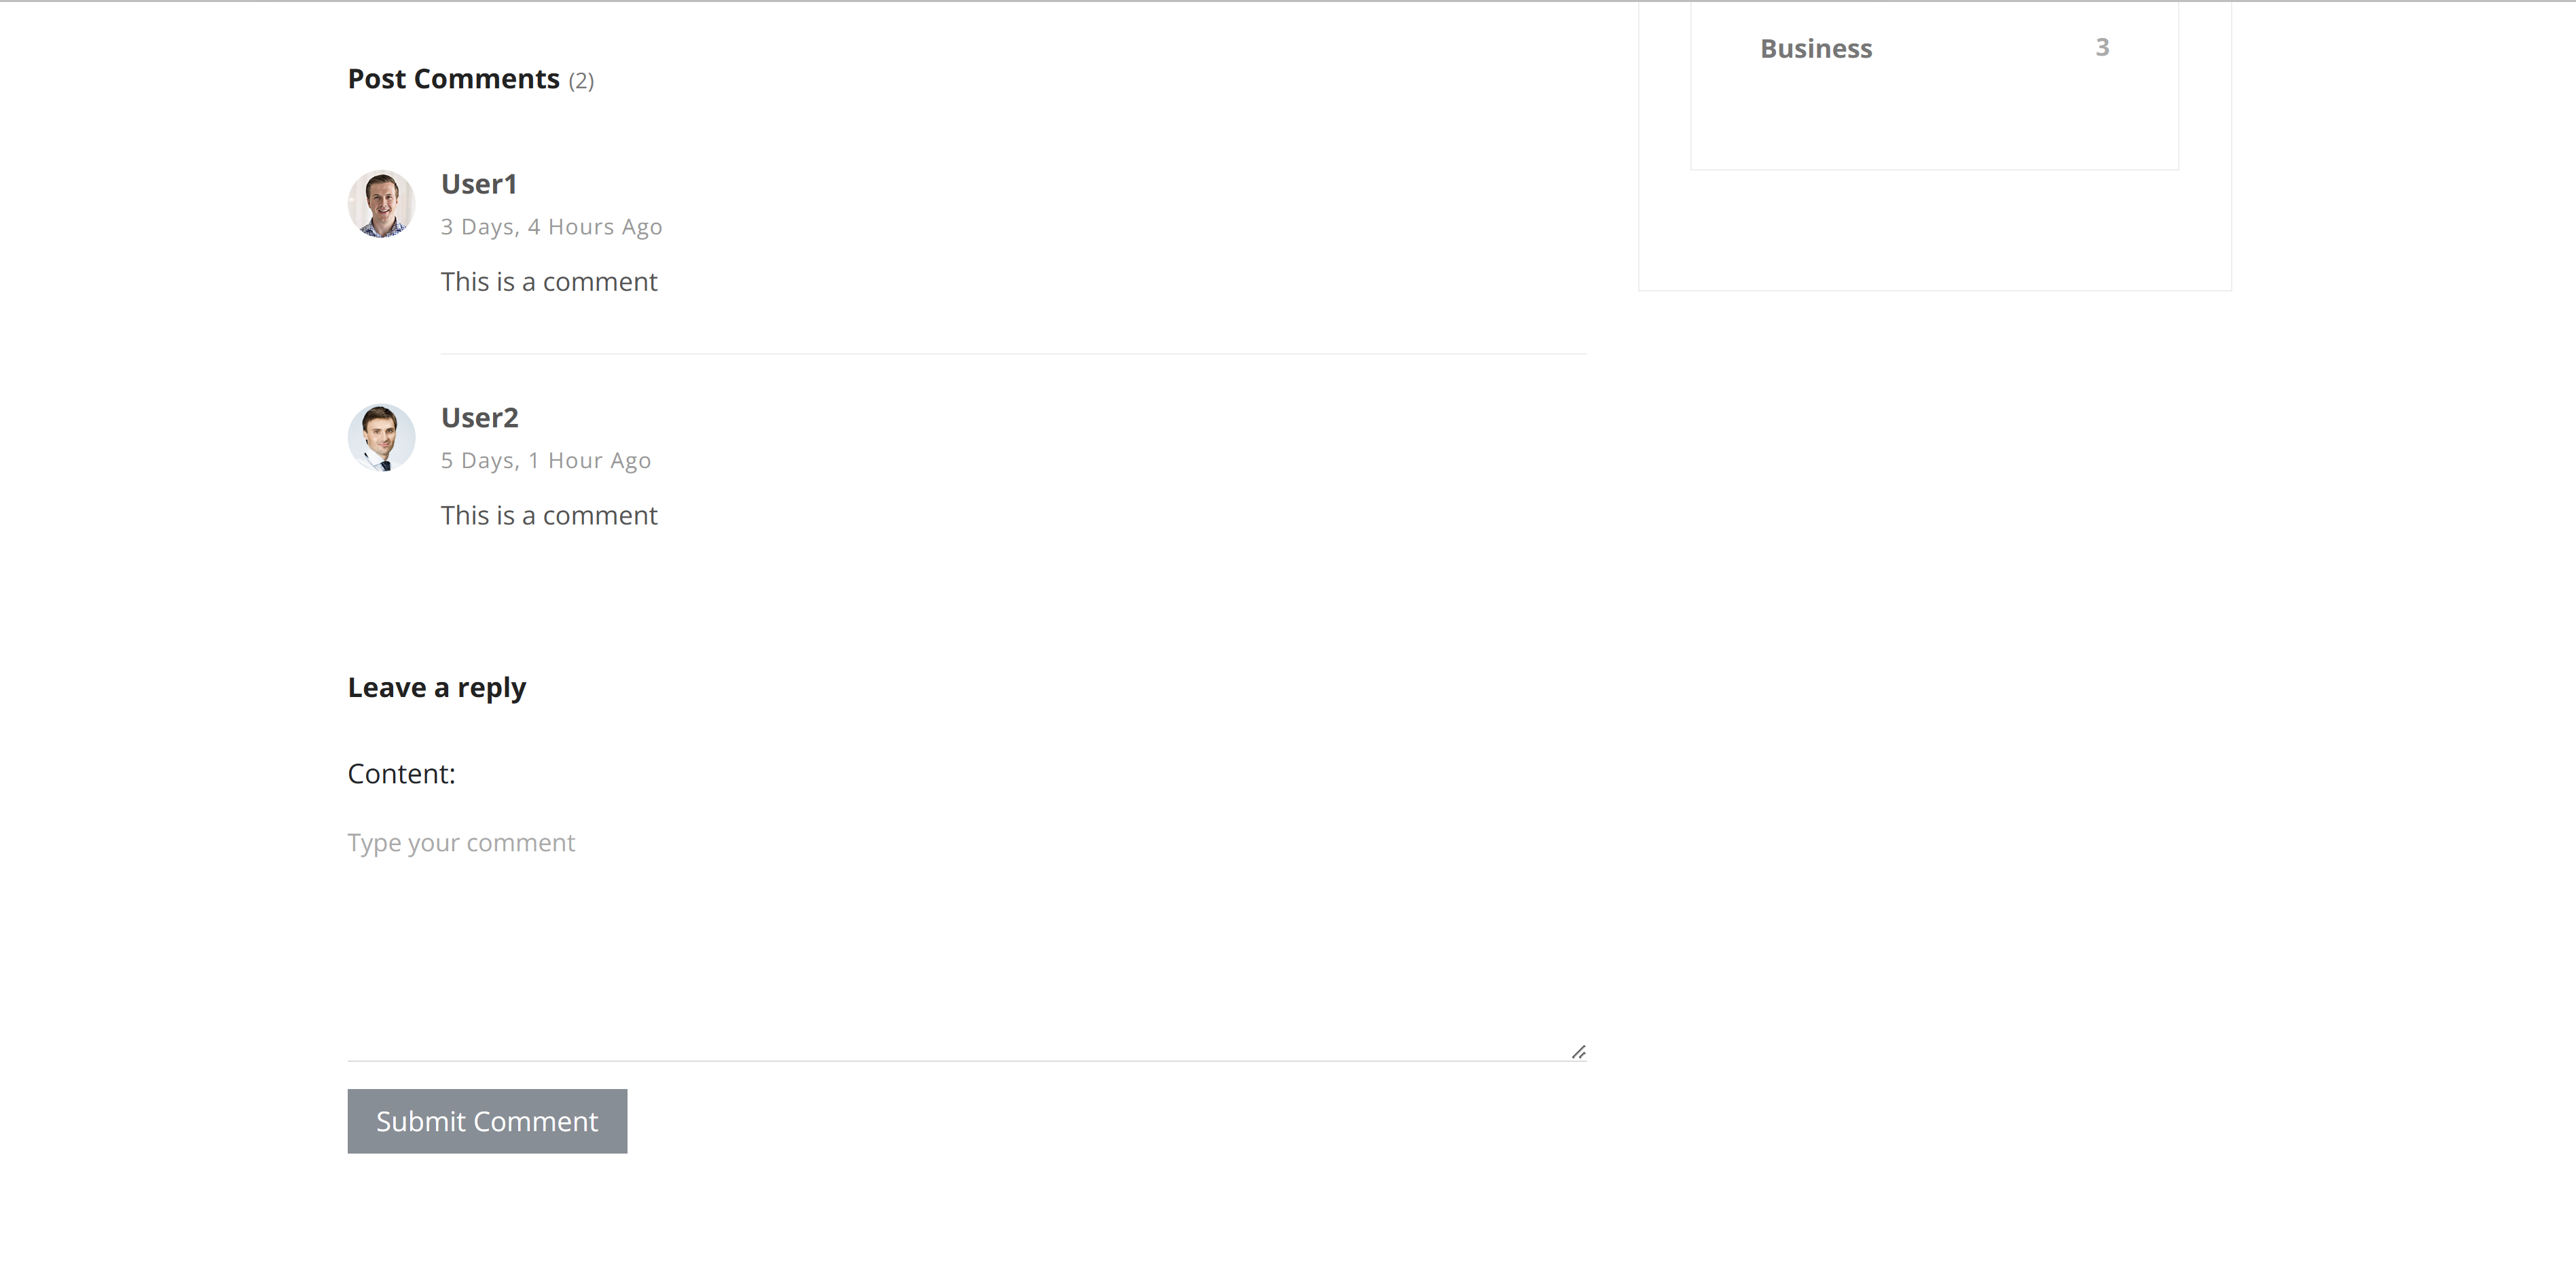 Post Comments (2)
User1
3 Days, 4 Hours Ago
This is a comment
User2
5 Days, 1 Hour Ago
This is a comment
Leave a reply
Content:
Type your comment
Submit Comment
Business 3